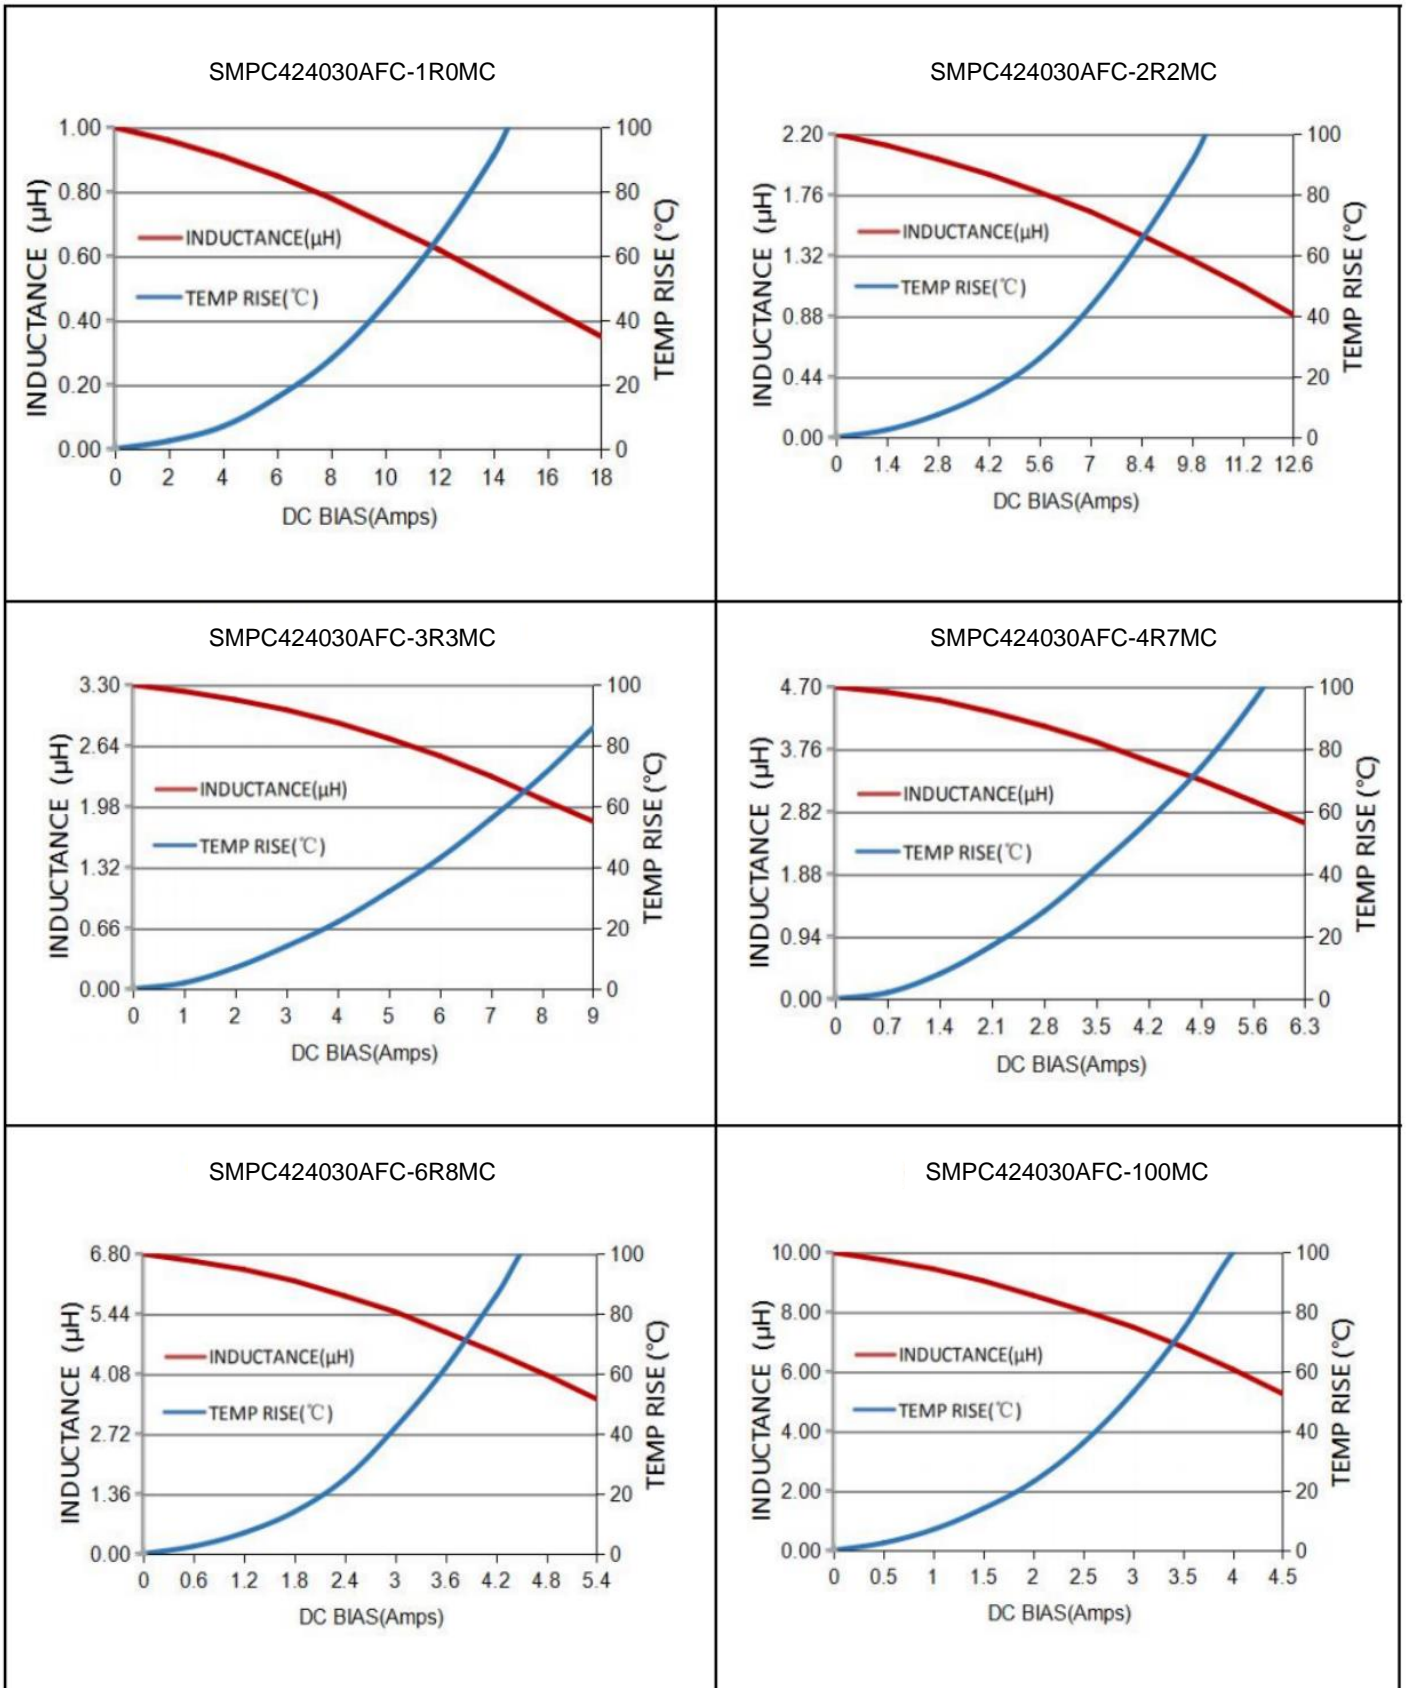 SMPC424030AFC-1R0MC
INDUCTANCE (μH)
1.00
0.80
0.60
0.40
0.20
0.00
INDUCTANCE(μH)
TEMP RISE(℃)
100
80
60
40
20
0
TEMP RISE (℃)
0 2 4 6 8 10 12 14 16 18
DC BIAS(Amps)
SMPC424030AFC-2R2MC
INDUCTANCE (μH)
2.20
1.76
1.32
0.88
0.44
0.00
INDUCTANCE(μH)
TEMP RISE(℃)
100
80
60
40
20
0
TEMP RISE (℃)
0 1.4 2.8 4.2 5.6 7 8.4 9.8 11.2 12.6
DC BIAS(Amps)
SMPC424030AFC-3R3MC
INDUCTANCE (μH)
3.30
2.64
1.98
1.32
0.66
0.00
INDUCTANCE(μH)
TEMP RISE(℃)
100
80
60
40
20
0
TEMP RISE (℃)
0 1 2 3 4 5 6 7 8 9
DC BIAS(Amps)
SMPC424030AFC-4R7MC
INDUCTANCE (μH)
4.70
3.76
2.82
1.88
0.94
0.00
INDUCTANCE(μH)
TEMP RISE(℃)
100
80
60
40
20
0
TEMP RISE (℃)
0 0.7 1.4 2.1 2.8 3.5 4.2 4.9 5.6 6.3
DC BIAS(Amps)
SMPC424030AFC-6R8MC
INDUCTANCE (μH)
6.80
5.44
4.08
2.72
1.36
0.00
INDUCTANCE(μH)
TEMP RISE(℃)
100
80
60
40
20
0
TEMP RISE (℃)
0 0.6 1.2 1.8 2.4 3 3.6 4.2 4.8 5.4
DC BIAS(Amps)
SMPC424030AFC-100MC
INDUCTANCE (μH)
10.00
8.00
6.00
4.00
2.00
0.00
INDUCTANCE(μH)
TEMP RISE(℃)
100
80
60
40
20
0
TEMP RISE (℃)
0 0.5 1 1.5 2 2.5 3 3.5 4 4.5
DC BIAS(Amps)